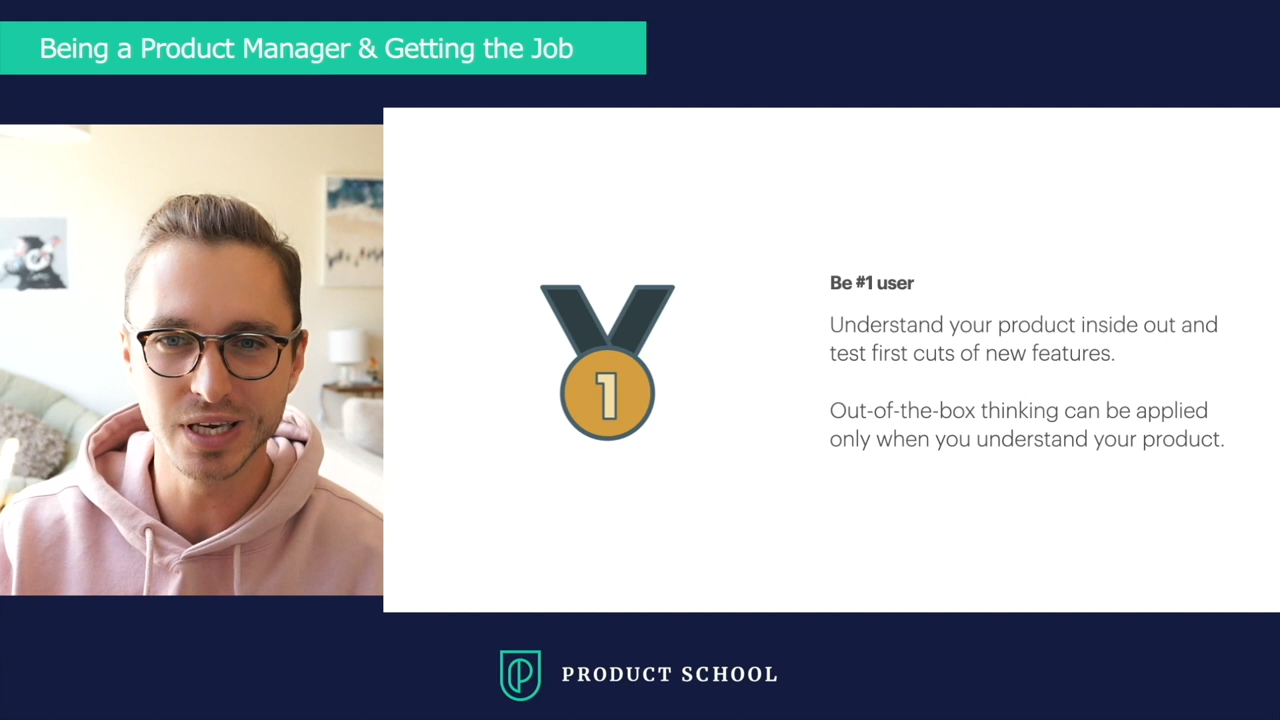 Being a Product Manager & Getting the Job
1
Be #1 user
Understand your product inside out and
test first cuts of new features.
Out-of-the-box thinking can be applied
only when you understand your product.
PRODUCT SCHOOL